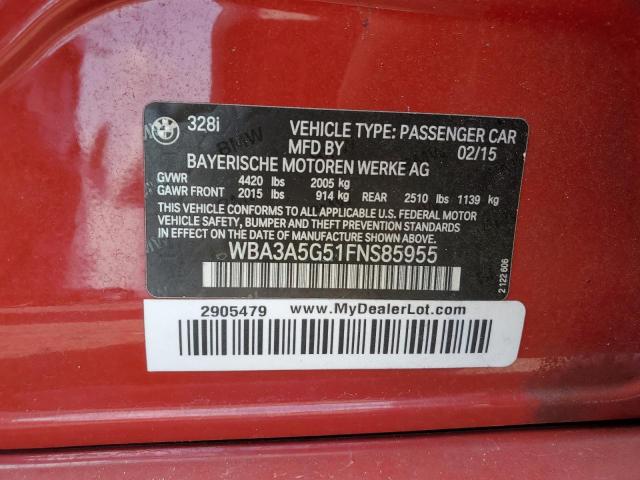 328i VEHICLE TYPE: PASSENGER CAR
MFD BY 02/15
BAYERISCHE MOTOREN WERKE AG
GVWR 4420 lbs 2005 kg
GAWR FRONT 2015 lbs 914 kg REAR 2510 lbs 1139 kg
THIS VEHICLE CONFORMS TO ALL APPLICABLE U.S. FEDERAL MOTOR
VEHICLE SAFETY, BUMPER AND THEFT PREVENTION STANDARDS
IN EFFECT ON THE DATE OF MANUFACTURE SHOWN ABOVE.
WBA3A5G51FNS85955
2 122 606
2905479 www.MyDealerLot.com